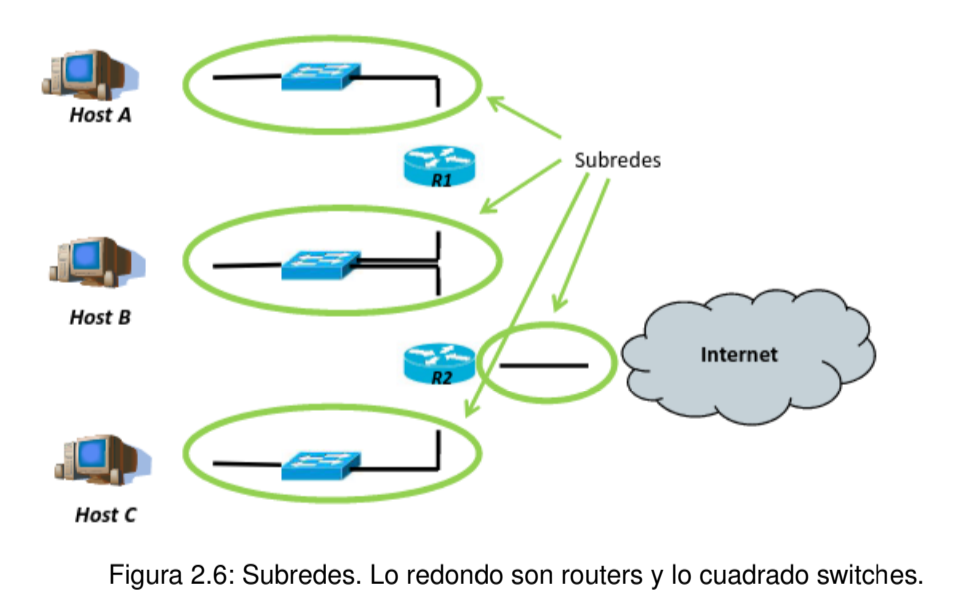 Host A
R1
Subredes
Host B
R2
Internet
Host C
Figura 2.6: Subredes. Lo redondo son routers y lo cuadrado switches.